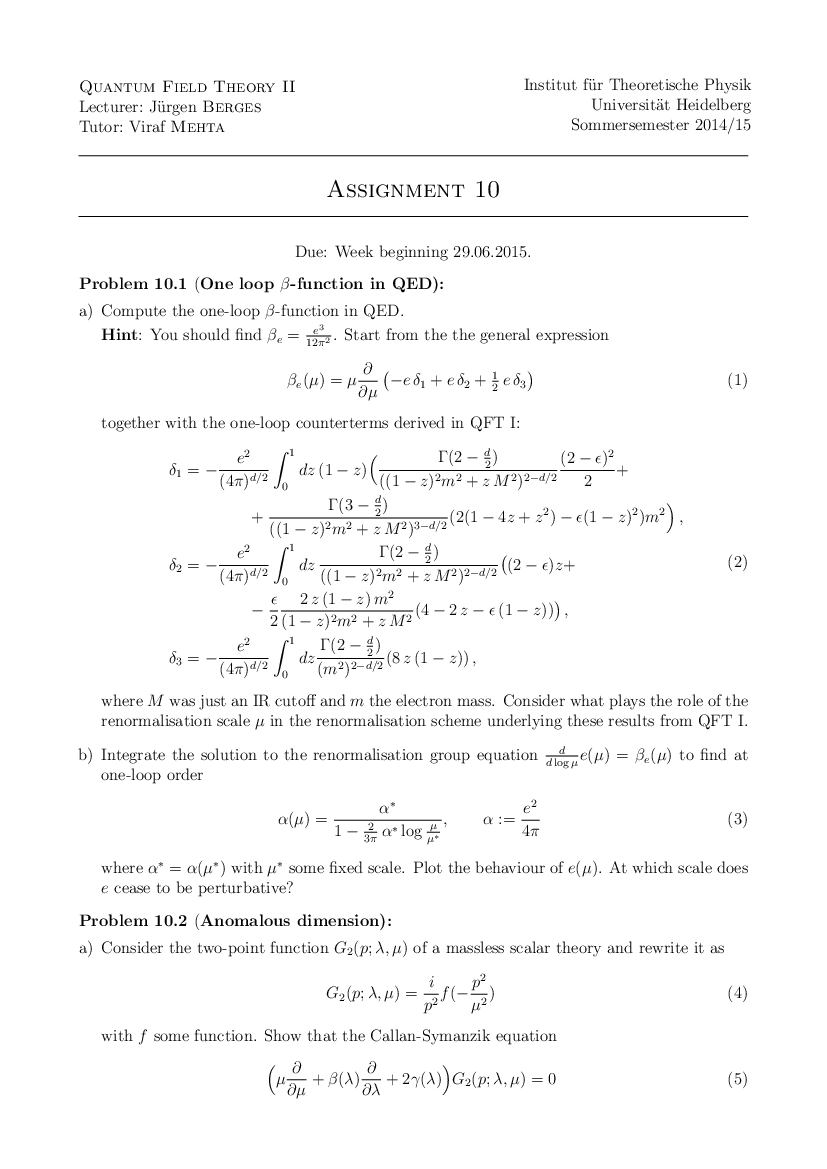 Quantum Field Theory II
Lecturer: Jürgen Berges
Tutor: Viraf Mehta
Institut für Theoretische Physik
Universität Heidelberg
Sommersemester 2014/15
Assignment 10
Due: Week beginning 29.06.2015.
Problem 10.1 (One loop β-function in QED):
a) Compute the one-loop β-function in QED.
Hint: You should find $\beta_e = \frac{e^3}{12\pi^2}$. Start from the the general expression
$\beta_e(\mu) = \mu\frac{\partial}{\partial\mu}\left(-e\,\delta_1 + e\,\delta_2 + \frac{1}{2}\,e\,\delta_3\right)$ (1)
together with the one-loop counterterms derived in QFT I:
$\delta_1 = -\frac{e^2}{(4\pi)^{d/2}}\int_0^1 dz\,(1-z)\Big(\frac{\Gamma(2-\frac{d}{2})}{((1-z)^2m^2+z\,M^2)^{2-d/2}}\frac{(2-\epsilon)^2}{2}+$
$+\frac{\Gamma(3-\frac{d}{2})}{((1-z)^2m^2+z\,M^2)^{3-d/2}}(2(1-4z+z^2)-\epsilon(1-z)^2)m^2\Big)\,,$
$\delta_2 = -\frac{e^2}{(4\pi)^{d/2}}\int_0^1 dz\,\frac{\Gamma(2-\frac{d}{2})}{((1-z)^2m^2+z\,M^2)^{2-d/2}}\big((2-\epsilon)z+$ (2)
$-\frac{\epsilon}{2}\frac{2\,z\,(1-z)\,m^2}{(1-z)^2m^2+z\,M^2}(4-2\,z-\epsilon\,(1-z))\big)\,,$
$\delta_3 = -\frac{e^2}{(4\pi)^{d/2}}\int_0^1 dz\frac{\Gamma(2-\frac{d}{2})}{(m^2)^{2-d/2}}(8\,z\,(1-z))\,,$
where M was just an IR cutoff and m the electron mass. Consider what plays the role of the
renormalisation scale μ in the renormalisation scheme underlying these results from QFT I.
b) Integrate the solution to the renormalisation group equation $\frac{d}{d\log\mu}e(\mu) = \beta_e(\mu)$ to find at
one-loop order
$\alpha(\mu) = \frac{\alpha^*}{1-\frac{2}{3\pi}\,\alpha^*\log\frac{\mu}{\mu^*}}, \qquad \alpha := \frac{e^2}{4\pi}$ (3)
where $\alpha^* = \alpha(\mu^*)$ with $\mu^*$ some fixed scale. Plot the behaviour of $e(\mu)$. At which scale does
e cease to be perturbative?
Problem 10.2 (Anomalous dimension):
a) Consider the two-point function $G_2(p;\lambda,\mu)$ of a massless scalar theory and rewrite it as
$G_2(p;\lambda,\mu) = \frac{i}{p^2}f(-\frac{p^2}{\mu^2})$ (4)
with f some function. Show that the Callan-Symanzik equation
$\Big(\mu\frac{\partial}{\partial\mu}+\beta(\lambda)\frac{\partial}{\partial\lambda}+2\gamma(\lambda)\Big)G_2(p;\lambda,\mu) = 0$ (5)